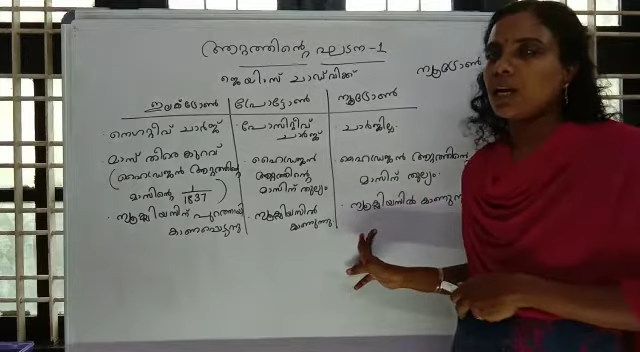 ആറ്റത്തിന്റെ ഘടന-1
ജെയിംസ് ചാഡ്‌വിക്ക്
ന്യൂട്രോൺ
ഇലക്ട്രോൺ
പ്രോട്ടോൺ
ന്യൂട്രോൺ
നെഗറ്റീവ് ചാർജ്
പോസിറ്റീവ്
ചാർജ്ജ്
ചാർജ്ജില്ല
മാസ് തീരെ കുറവ്
(ഹൈഡ്രജൻ ആറ്റത്തിന്റെ
മാസിന്റെ 1/1837)
ഹൈഡ്രജൻ
ആറ്റത്തിന്റെ
മാസിന് തുല്യം
ഹൈഡ്രജൻ ആറ്റത്തിന്റെ
മാസിന് തുല്യം.
ന്യൂക്ലിയസിന് പുറത്തായി
കാണപ്പെടുന്നു
ന്യൂക്ലിയസിൽ
കാണുന്നു
ന്യൂക്ലിയസിൽ